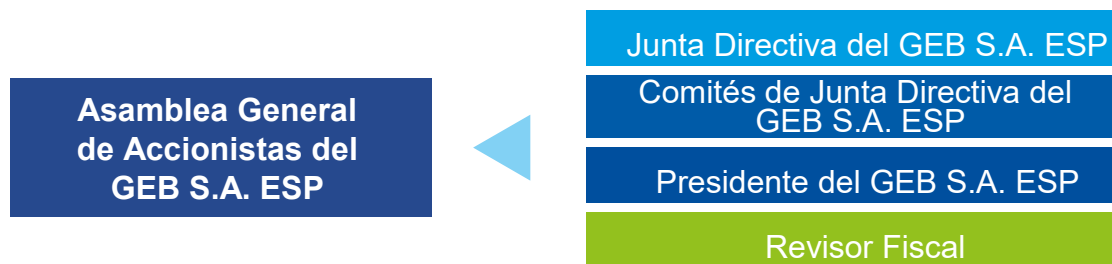 Asamblea General
de Accionistas del
GEB S.A. ESP
Junta Directiva del GEB S.A. ESP
Comités de Junta Directiva del
GEB S.A. ESP
Presidente del GEB S.A. ESP
Revisor Fiscal